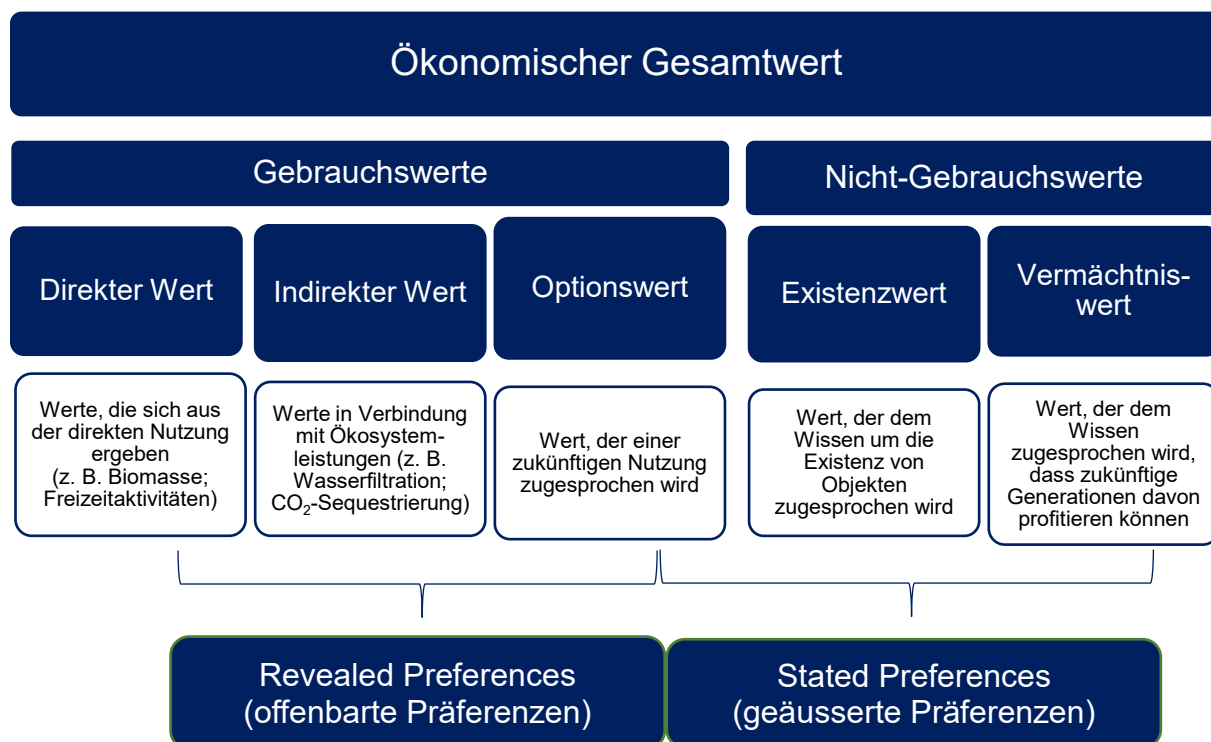 Ökonomischer Gesamtwert
Gebrauchswerte
Nicht-Gebrauchswerte
Direkter Wert
Indirekter Wert
Optionswert
Existenzwert
Vermächtnis-
wert
Werte, die sich aus
der direkten Nutzung
ergeben
(z. B. Biomasse;
Freizeitaktivitäten)
Werte in Verbindung
mit Ökosystem-
leistungen (z. B.
Wasserfiltration;
CO₂-Sequestrierung)
Wert, der einer
zukünftigen Nutzung
zugesprochen wird
Wert, der dem
Wissen um die
Existenz von
Objekten
zugesprochen wird
Wert, der dem
Wissen
zugesprochen wird,
dass zukünftige
Generationen davon
profitieren können
Revealed Preferences
(offenbarte Präferenzen)
Stated Preferences
(geäusserte Präferenzen)